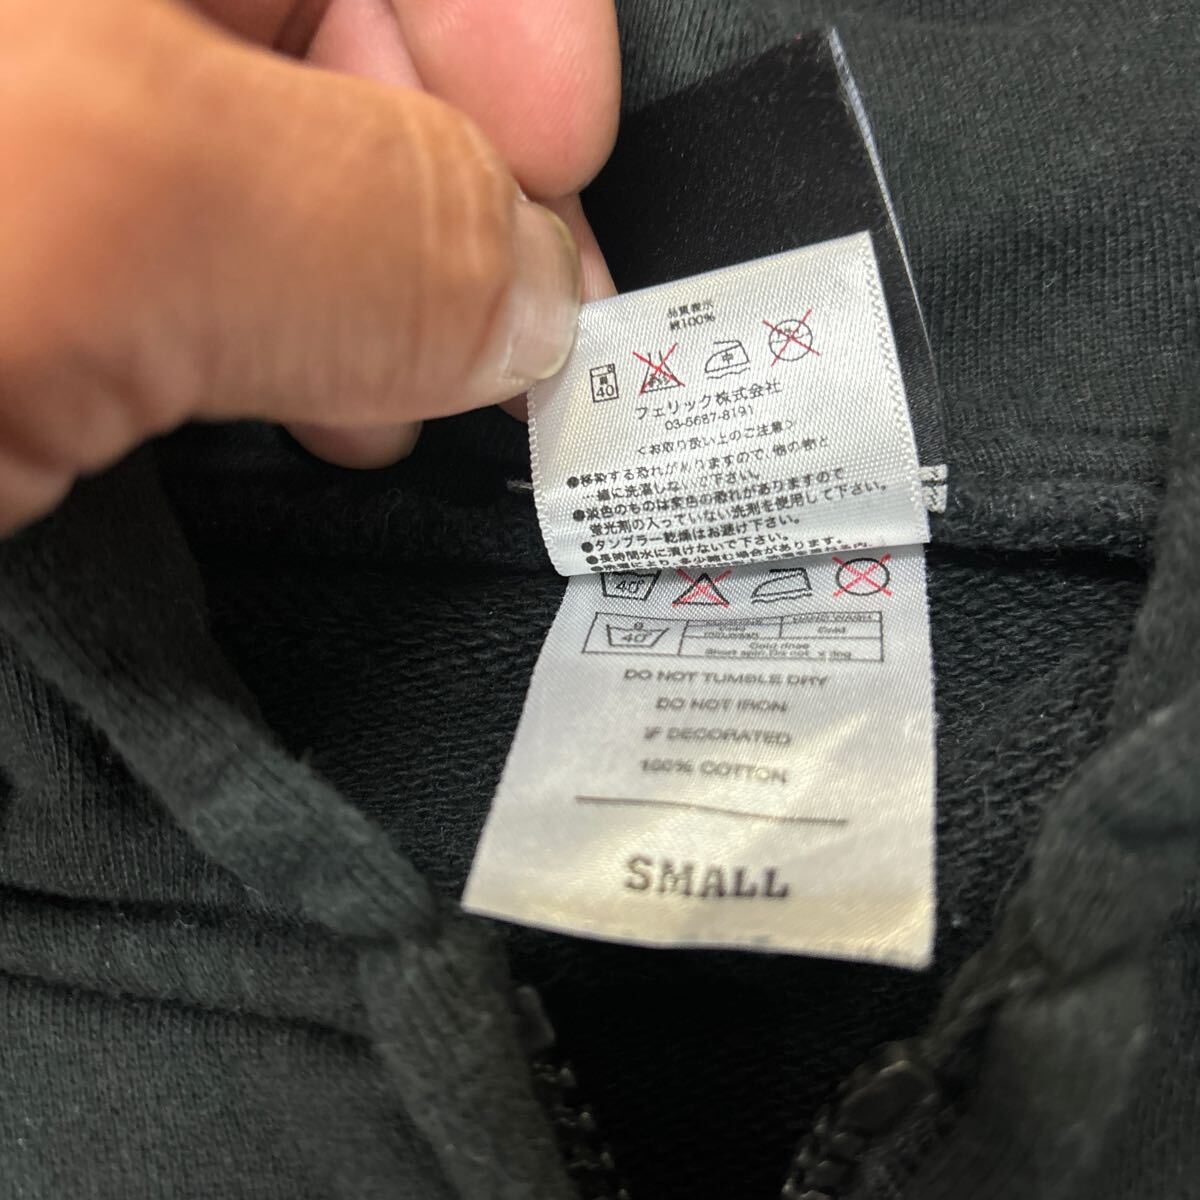 品質表示
綿100%
40 中
フェリック株式会社
03-5687-8191
<お取り扱い上のご注意>
●移染する恐れがありますので、他の物と
一緒に洗濯しないで下さい。
●淡色のものは変色の恐れがありますので
蛍光剤の入っていない洗剤を使用して下さい。
●タンブラー乾燥はお避け下さい。
●長時間水に漬けないで下さい。
40°
40° Cold
Cold rinse
Short spin. Do not
DO NOT TUMBLE DRY
DO NOT IRON
IF DECORATED
100% COTTON
SMALL